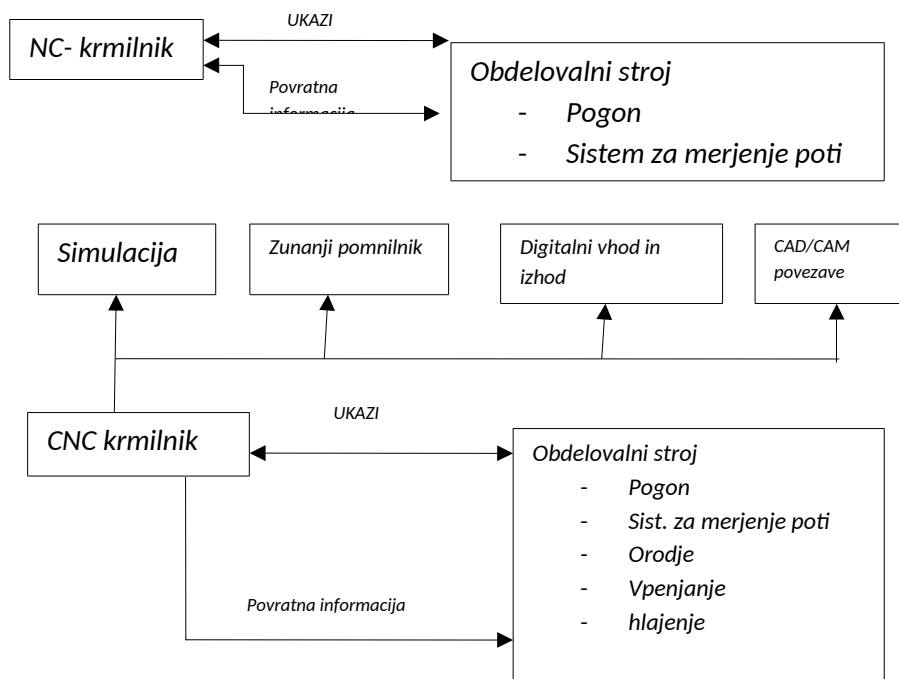 UKAZI
NC- krmilnik
Obdelovalni stroj
- Pogon
- Sistem za merjenje poti
Povratna
informacija
Simulacija
Zunanji pomnilnik
Digitalni vhod in
izhod
CAD/CAM
povezave
CNC krmilnik
UKAZI
Obdelovalni stroj
- Pogon
- Sist. za merjenje poti
- Orodje
- Vpenjanje
- hlajenje
Povratna informacija